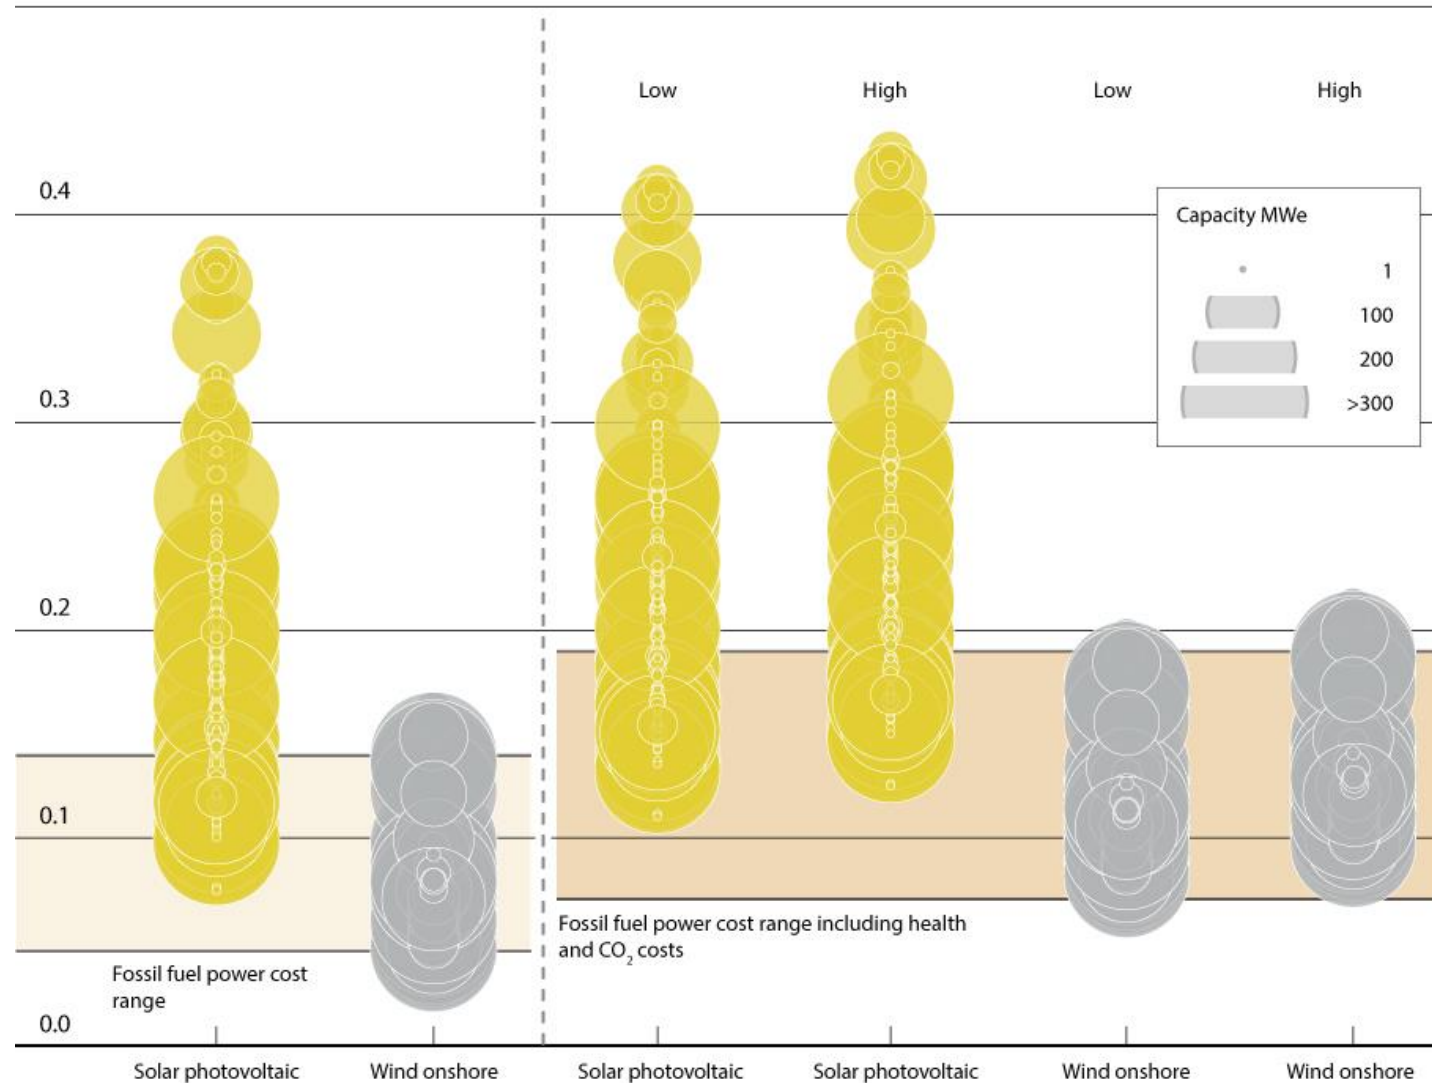 Low
High
Low
High
0.4
Capacity MWe
1
100
200
>300
0.3
0.2
0.1
Fossil fuel power cost range including health
and CO₂ costs
Fossil fuel power cost
range
0.0
Solar photovoltaic
Wind onshore
Solar photovoltaic
Solar photovoltaic
Wind onshore
Wind onshore